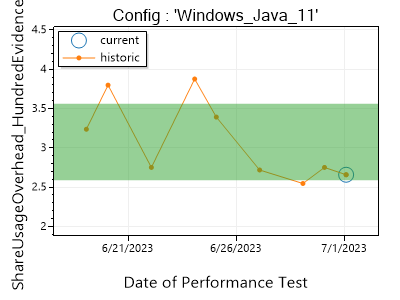 Config : 'Windows_Java_11'
ShareUsageOverhead_HundredEvidence
current
historic
4.5
4
3.5
3
2.5
2
6/21/2023
6/26/2023
7/1/2023
Date of Performance Test